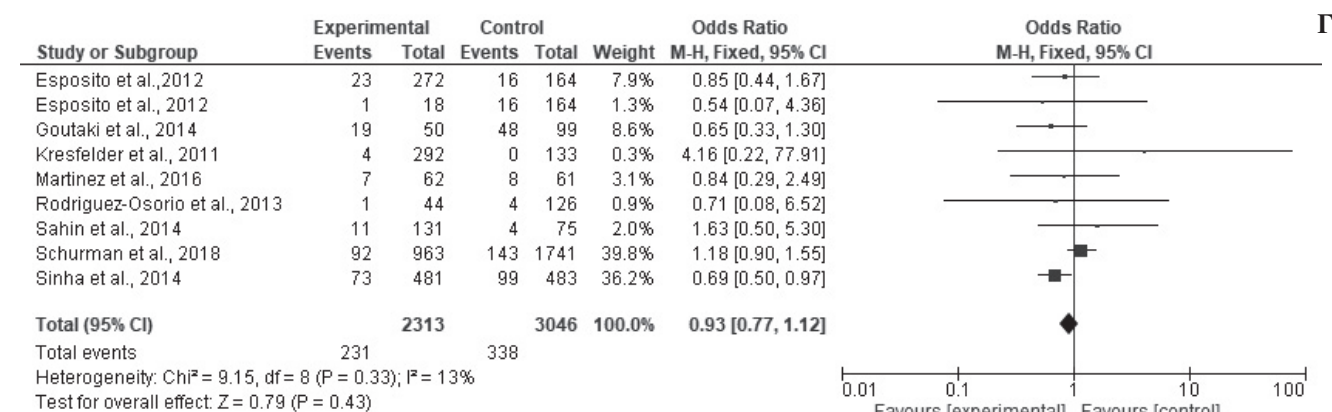 Experimental Control Odds Ratio Odds Ratio Г
Study or Subgroup Events Total Events Total Weight M-H, Fixed, 95% CI M-H, Fixed, 95% CI
Esposito et al.,2012 23 272 16 164 7.9% 0.85 [0.44, 1.67]
Esposito et al., 2012 1 18 16 164 1.3% 0.54 [0.07, 4.36]
Goutaki et al., 2014 19 50 48 99 8.6% 0.65 [0.33, 1.30]
Kresfelder et al., 2011 4 292 0 133 0.3% 4.16 [0.22, 77.91]
Martinez et al., 2016 7 62 8 61 3.1% 0.84 [0.29, 2.49]
Rodriguez-Osorio et al., 2013 1 44 4 126 0.9% 0.71 [0.08, 6.52]
Sahin et al., 2014 11 131 4 75 2.0% 1.63 [0.50, 5.30]
Schurman et al., 2018 92 963 143 1741 39.8% 1.18 [0.90, 1.55]
Sinha et al., 2014 73 481 99 483 36.2% 0.69 [0.50, 0.97]
Total (95% CI) 2313 3046 100.0% 0.93 [0.77, 1.12]
Total events 231 338
Heterogeneity: Chi² = 9.15, df = 8 (P = 0.33); I² = 13%
Test for overall effect: Z = 0.79 (P = 0.43)
0.01 0.1 1 10 100
Favours [experimental] Favours [control]